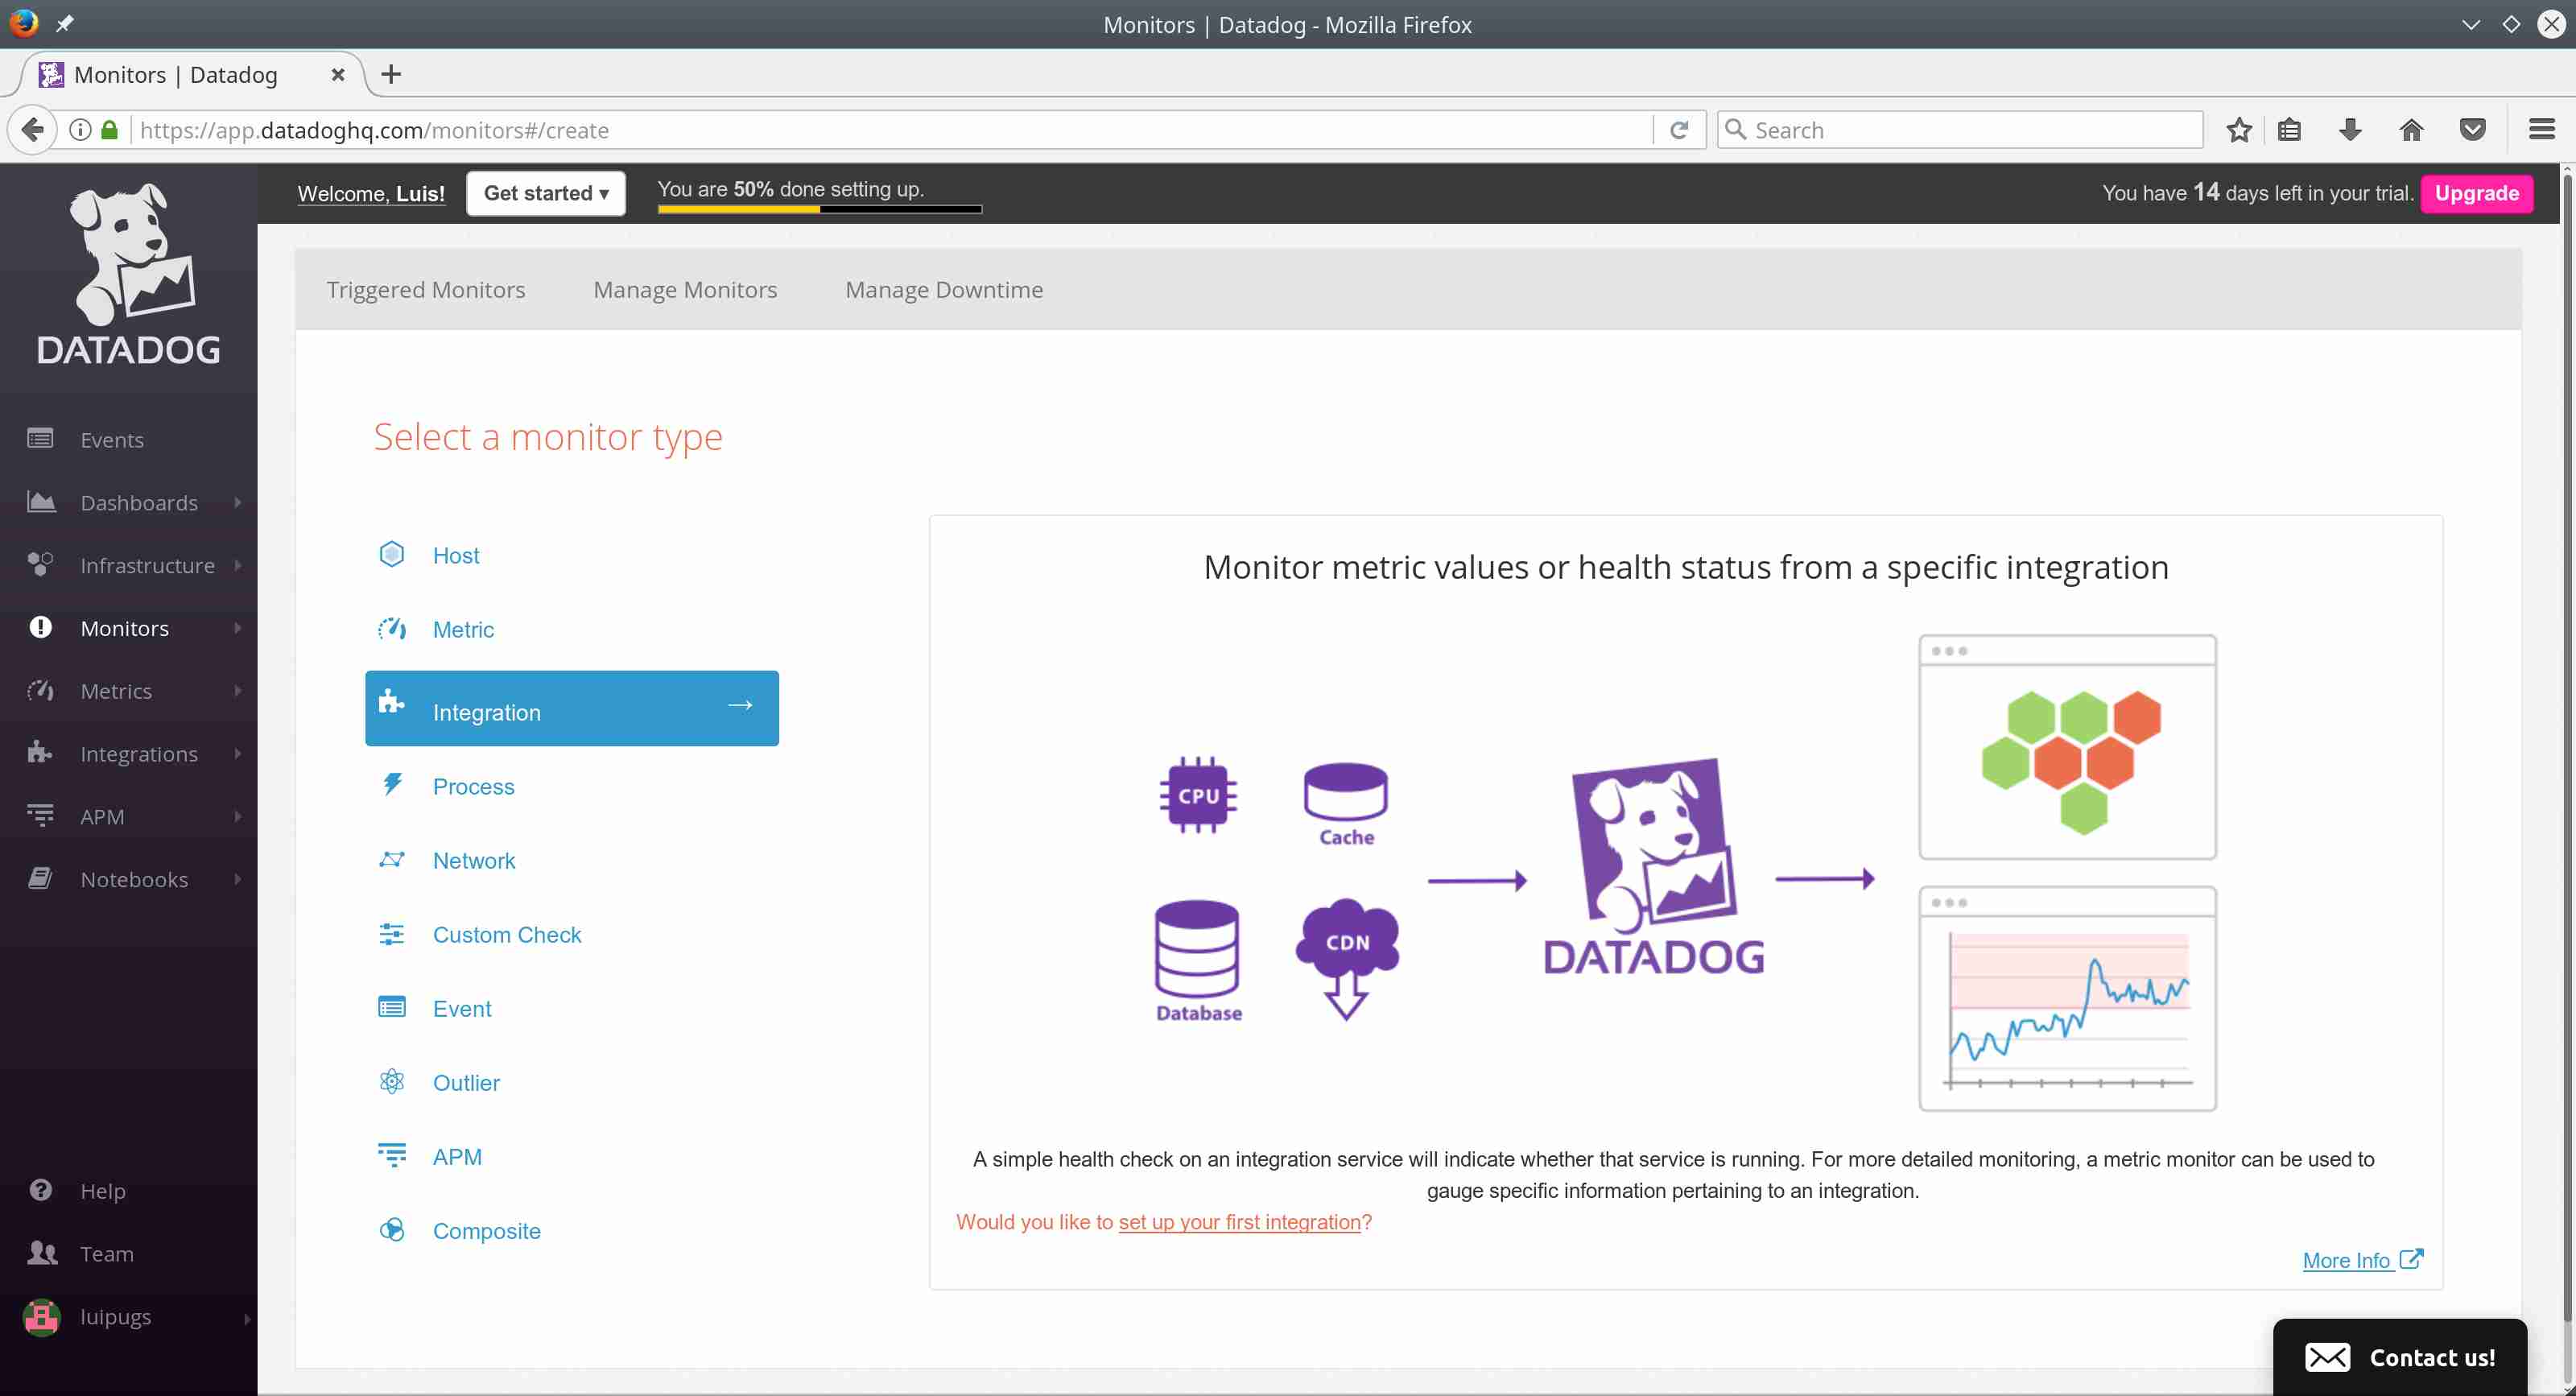 Monitors | Datadog - Mozilla Firefox
Monitors | Datadog
https://app.datadoghq.com/monitors#/create
Search
Welcome, Luis!
Get started ▾
You are 50% done setting up.
You have 14 days left in your trial.
Upgrade
DATADOG
Events
Dashboards
Infrastructure
Monitors
Metrics
Integrations
APM
Notebooks
Help
Team
luipugs
Triggered Monitors
Manage Monitors
Manage Downtime
Select a monitor type
Host
Metric
Integration →
Process
Network
Custom Check
Event
Outlier
APM
Composite
Monitor metric values or health status from a specific integration
CPU
Cache
Database
CDN
DATADOG
A simple health check on an integration service will indicate whether that service is running. For more detailed monitoring, a metric monitor can be used to
gauge specific information pertaining to an integration.
Would you like to set up your first integration?
More Info
Contact us!